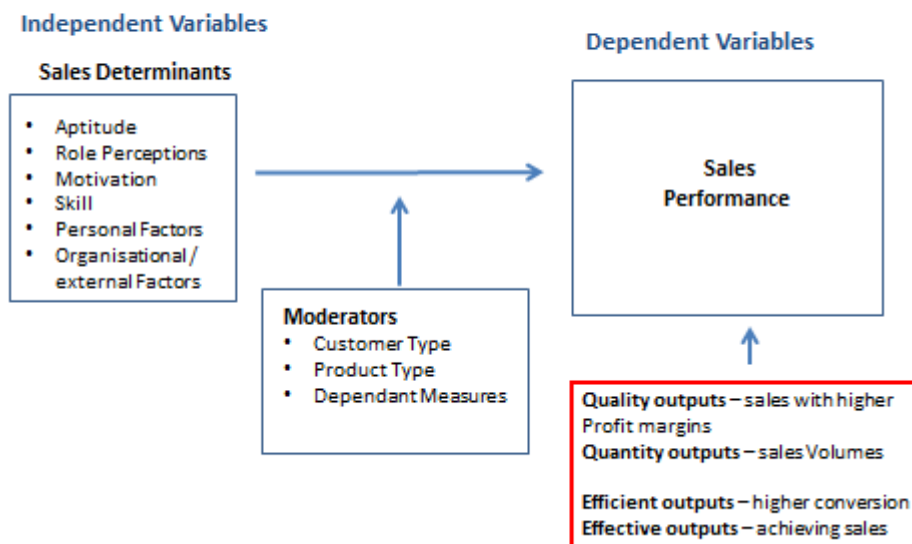 Independent Variables
Sales Determinants
• Aptitude
• Role Perceptions
• Motivation
• Skill
• Personal Factors
• Organisational /
external Factors
Dependent Variables
Sales
Performance
Moderators
• Customer Type
• Product Type
• Dependant Measures
Quality outputs – sales with higher
Profit margins
Quantity outputs – sales Volumes
Efficient outputs – higher conversion
Effective outputs – achieving sales